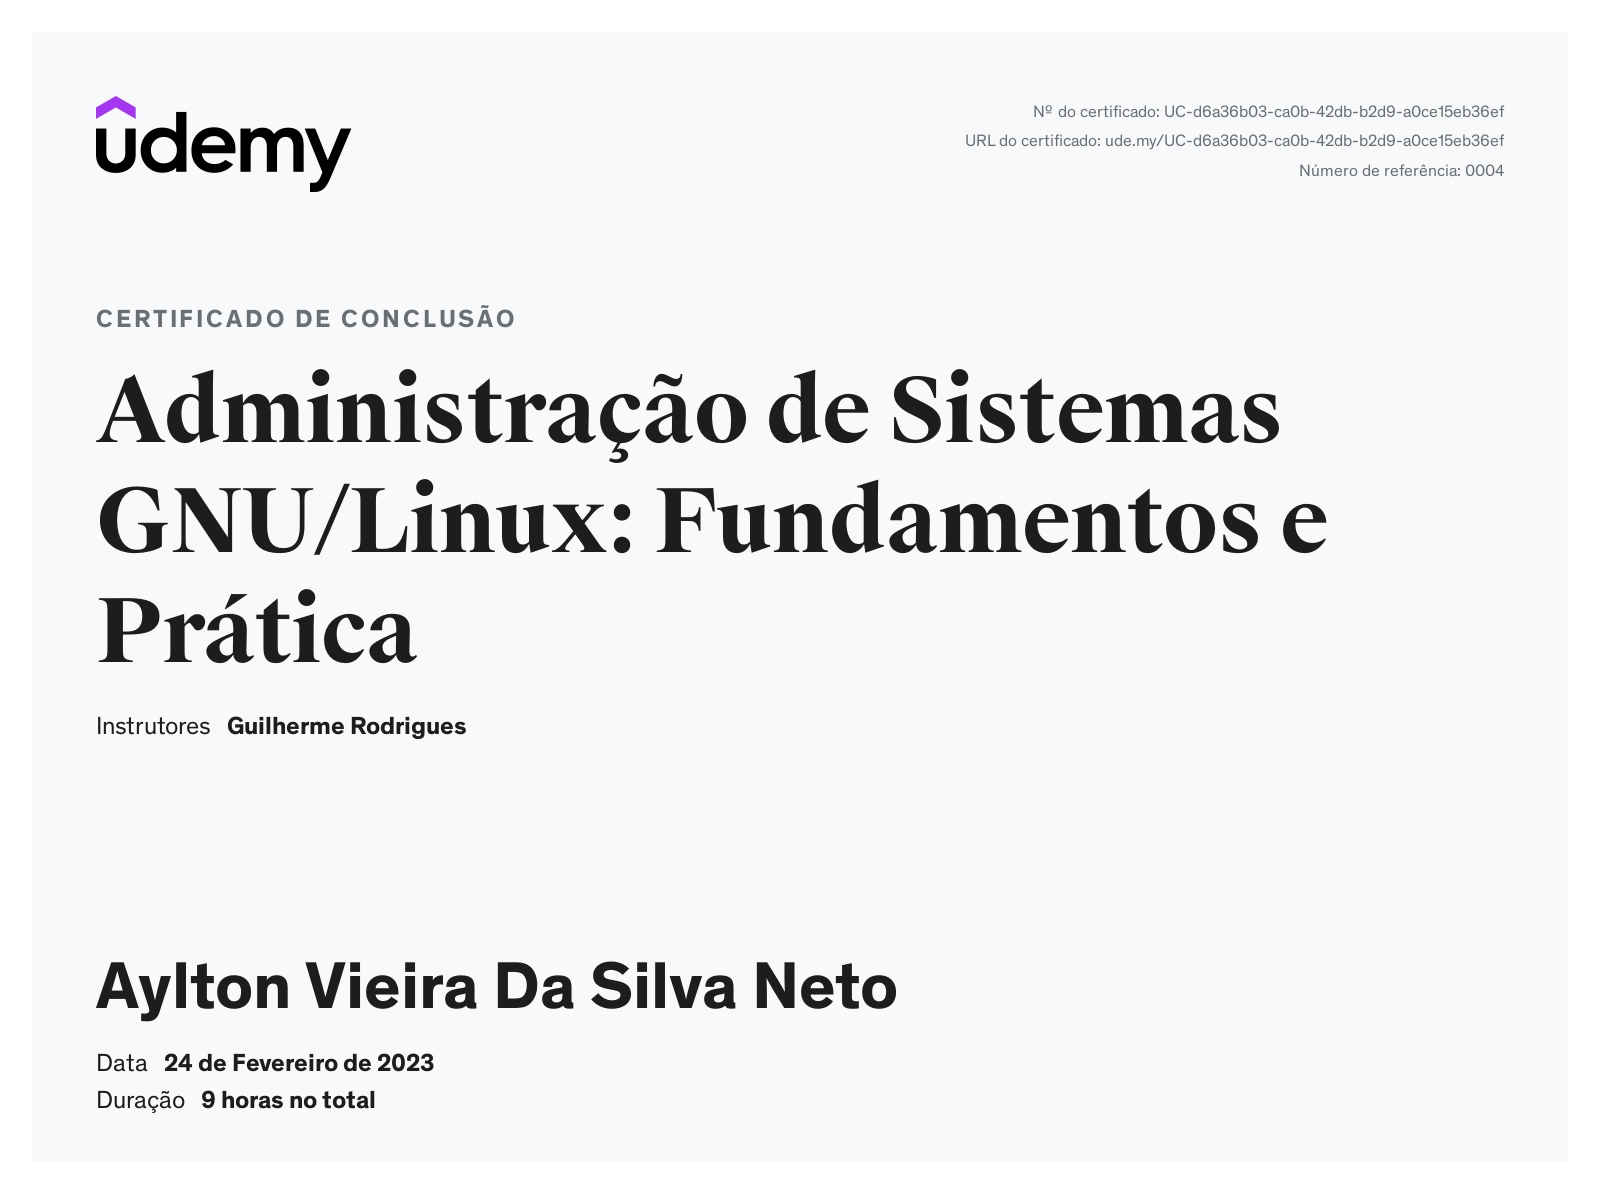 udemy
Nº do certificado: UC-d6a36b03-ca0b-42db-b2d9-a0ce15eb36ef
URL do certificado: ude.my/UC-d6a36b03-ca0b-42db-b2d9-a0ce15eb36ef
Número de referência: 0004
CERTIFICADO DE CONCLUSÃO
Administração de Sistemas
GNU/Linux: Fundamentos e
Prática
Instrutores Guilherme Rodrigues
Aylton Vieira Da Silva Neto
Data 24 de Fevereiro de 2023
Duração 9 horas no total